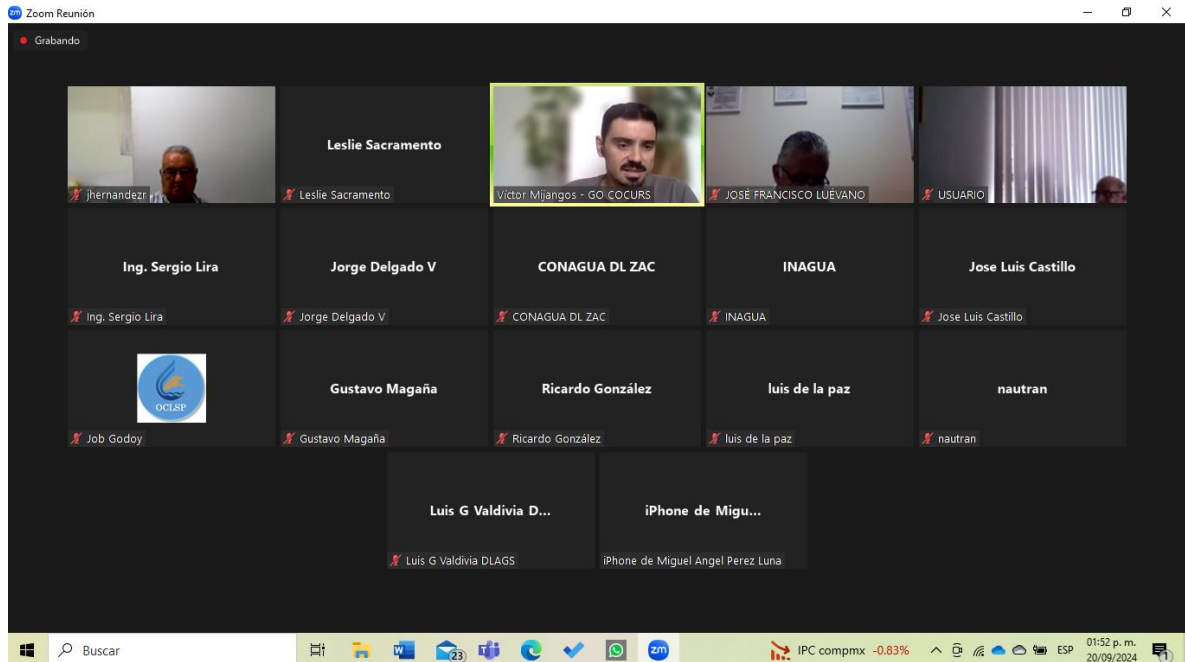 Zoom Reunión
Grabando
jhernandezr
Leslie Sacramento
Leslie Sacramento
Víctor Mijangos - GO COCURS
JOSÉ FRANCISCO LUÉVANO
USUARIO
Ing. Sergio Lira
Jorge Delgado V
CONAGUA DL ZAC
INAGUA
Jose Luis Castillo
Ing. Sergio Lira
Jorge Delgado V
CONAGUA DL ZAC
INAGUA
Jose Luis Castillo
OCLSP
Gustavo Magaña
Ricardo González
luis de la paz
nautran
Job Godoy
Gustavo Magaña
Ricardo González
luis de la paz
nautran
Luis G Valdivia D...
iPhone de Migu...
Luis G Valdivia DLAGS
iPhone de Miguel Angel Perez Luna
Buscar
23
zm
IPC compmx -0.83%
ESP
01:52 p. m.
20/09/2024
1